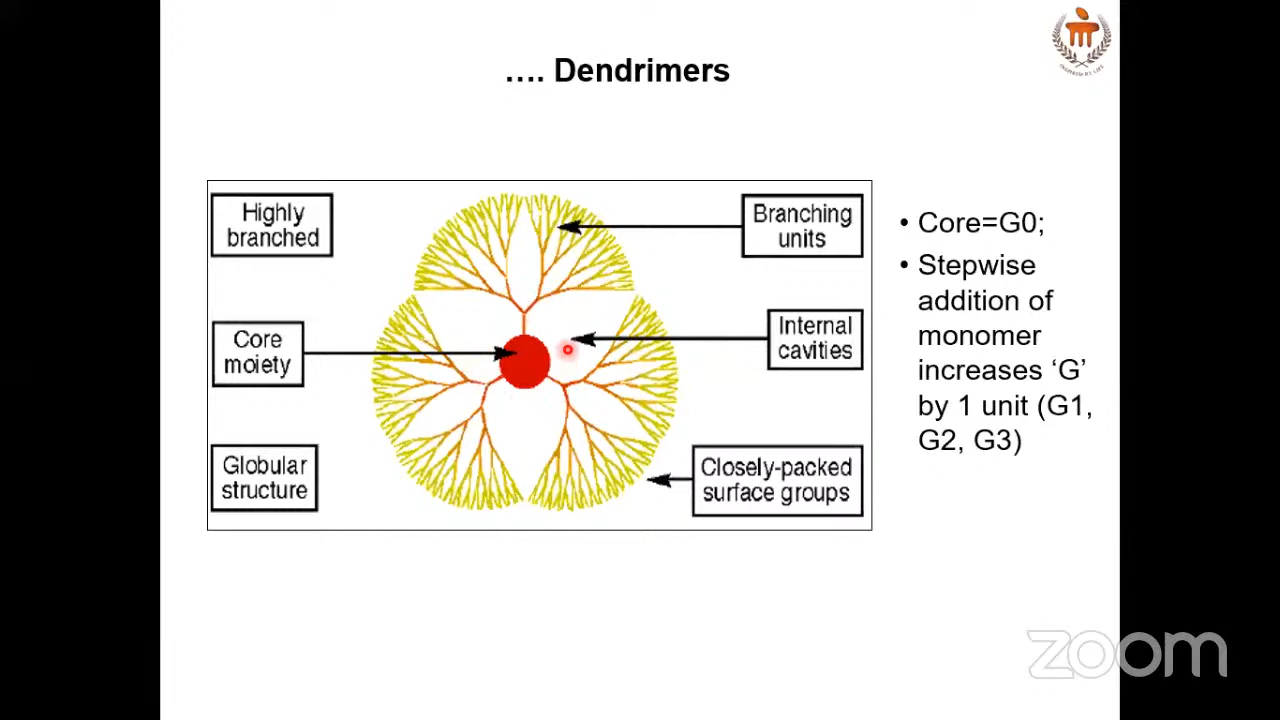 .... Dendrimers
Highly
branched
Core
moiety
Globular
structure
Branching
units
Internal
cavities
Closely-packed
surface groups
• Core=G0;
• Stepwise
addition of
monomer
increases ‘G’
by 1 unit (G1,
G2, G3)
zoom